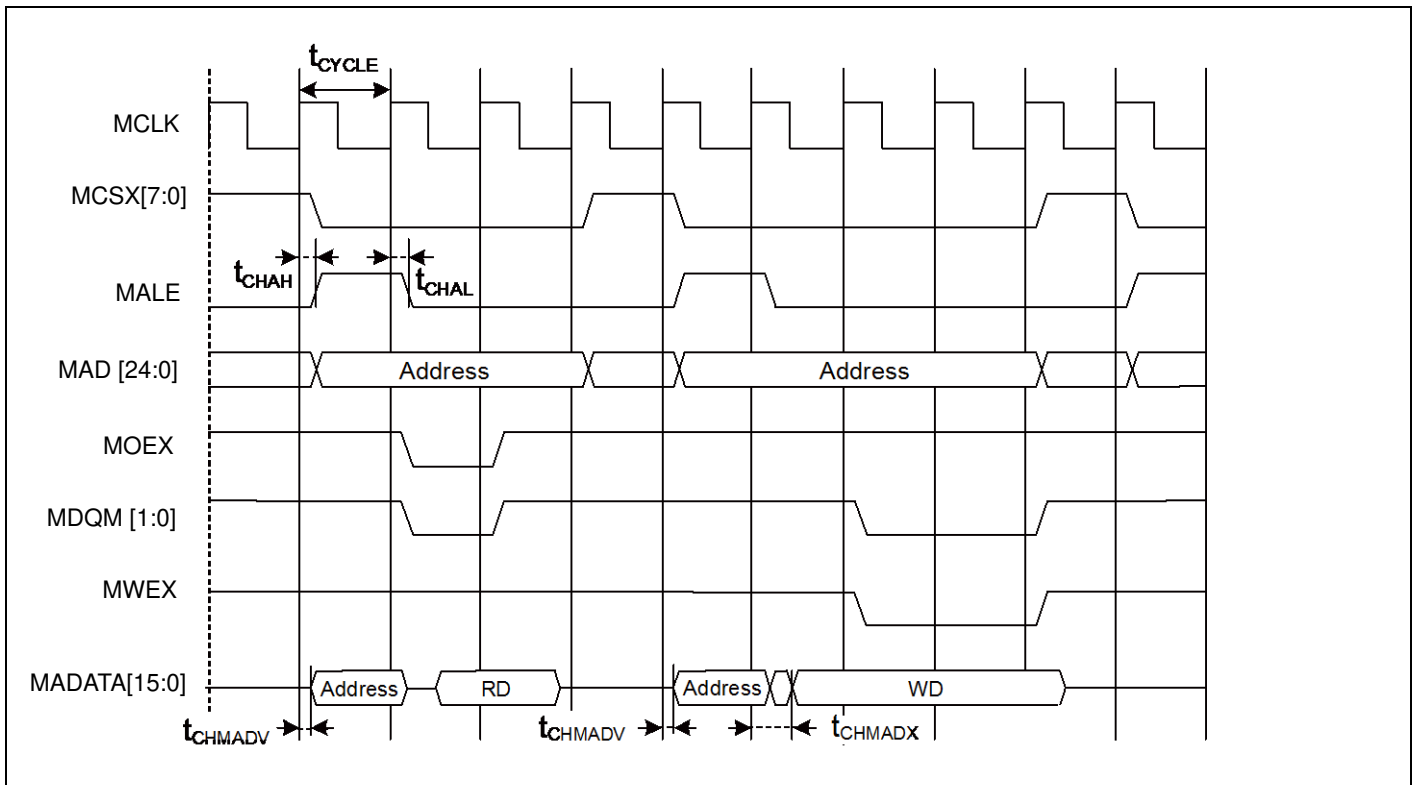 tCYCLE
MCLK
MCSX[7:0]
tCHAH
tCHAL
MALE
MAD [24:0]
Address
Address
MOEX
MDQM [1:0]
MWEX
MADATA[15:0]
Address
RD
Address
WD
tCHMADV
tCHMADV
tCHMADX